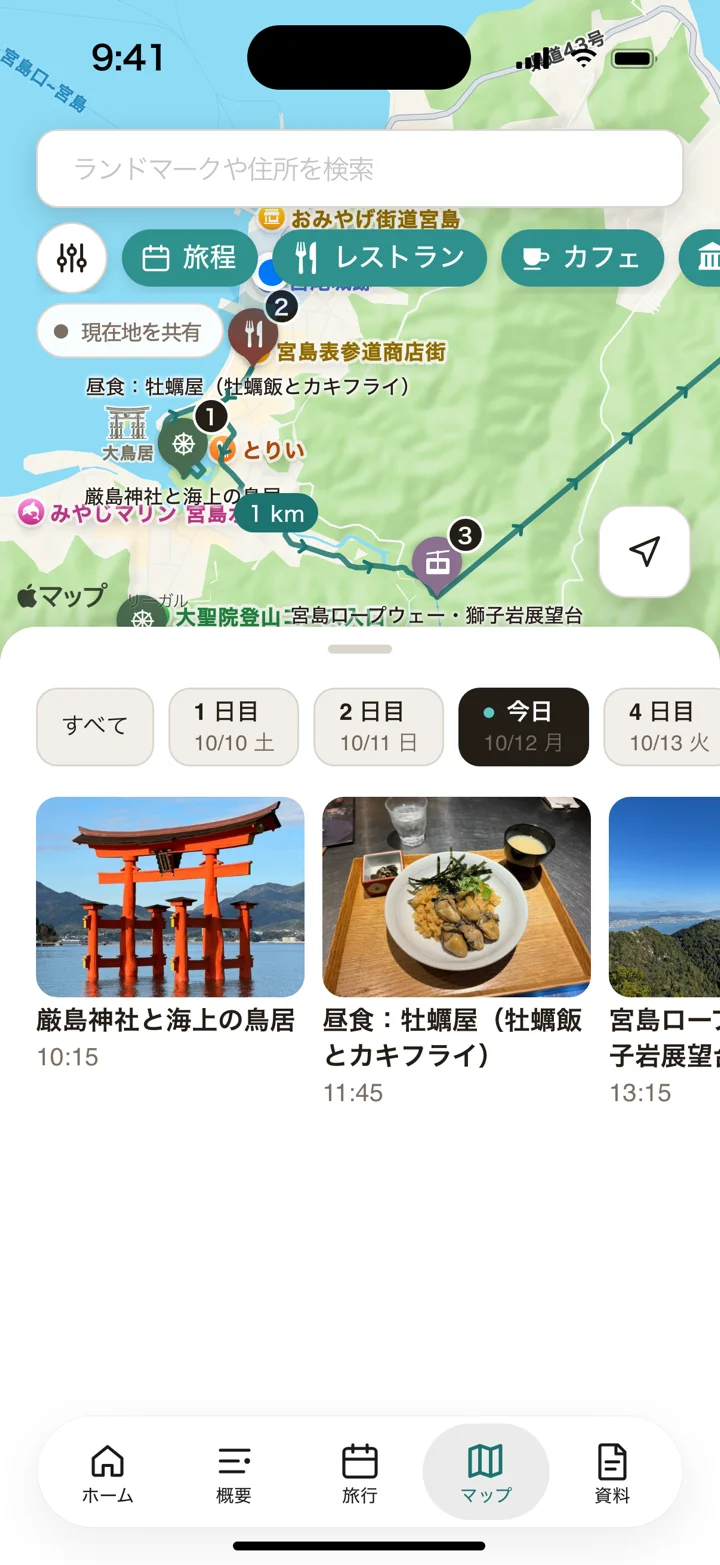 9:41
号
宮島口~宮島
ランドマークや住所を検索
おみやげ街道宮島
旅程
レストラン
カフェ
現在地を共有
2
宮島表参道商店街
昼食：牡蠣屋（牡蠣飯とカキフライ）
1
大鳥居
とりい
厳島神社と海上の鳥居
みやじマリン 宮島
1 km
3
マップ
リーガル
大聖院登山
宮島ロープウェー・獅子岩展望台
すべて
1 日目
10/10 土
2 日目
10/11 日
今日
10/12 月
4 日目
10/13 火
厳島神社と海上の鳥居
10:15
昼食：牡蠣屋（牡蠣飯
とカキフライ）
11:45
宮島ロープ
子岩展望台
13:15
ホーム
概要
旅行
マップ
資料